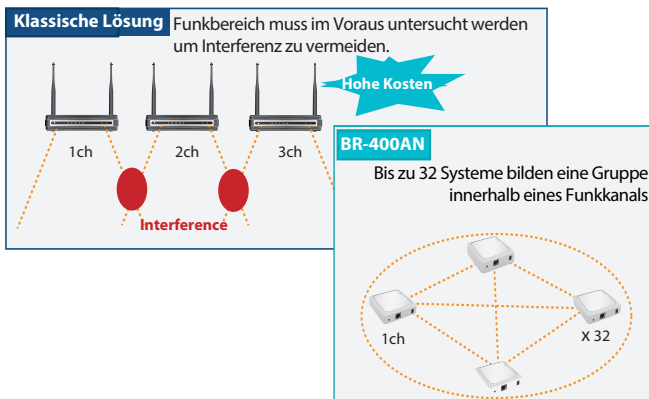 Klassische Lösung
Funkbereich muss im Voraus untersucht werden
um Interferenz zu vermeiden.
Hohe Kosten
1ch
2ch
3ch
Interference
BR-400AN
Bis zu 32 Systeme bilden eine Gruppe
innerhalb eines Funkkanals
1ch
X 32